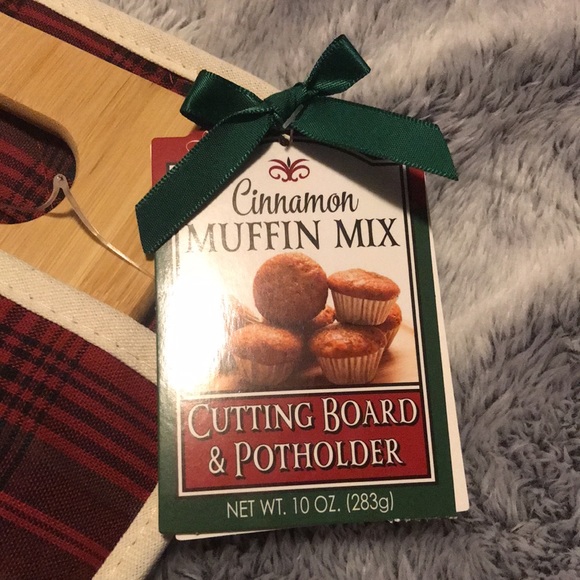 Cinnamon
MUFFIN MIX
CUTTING BOARD
& POTHOLDER
NET WT. 10 OZ. (283g)